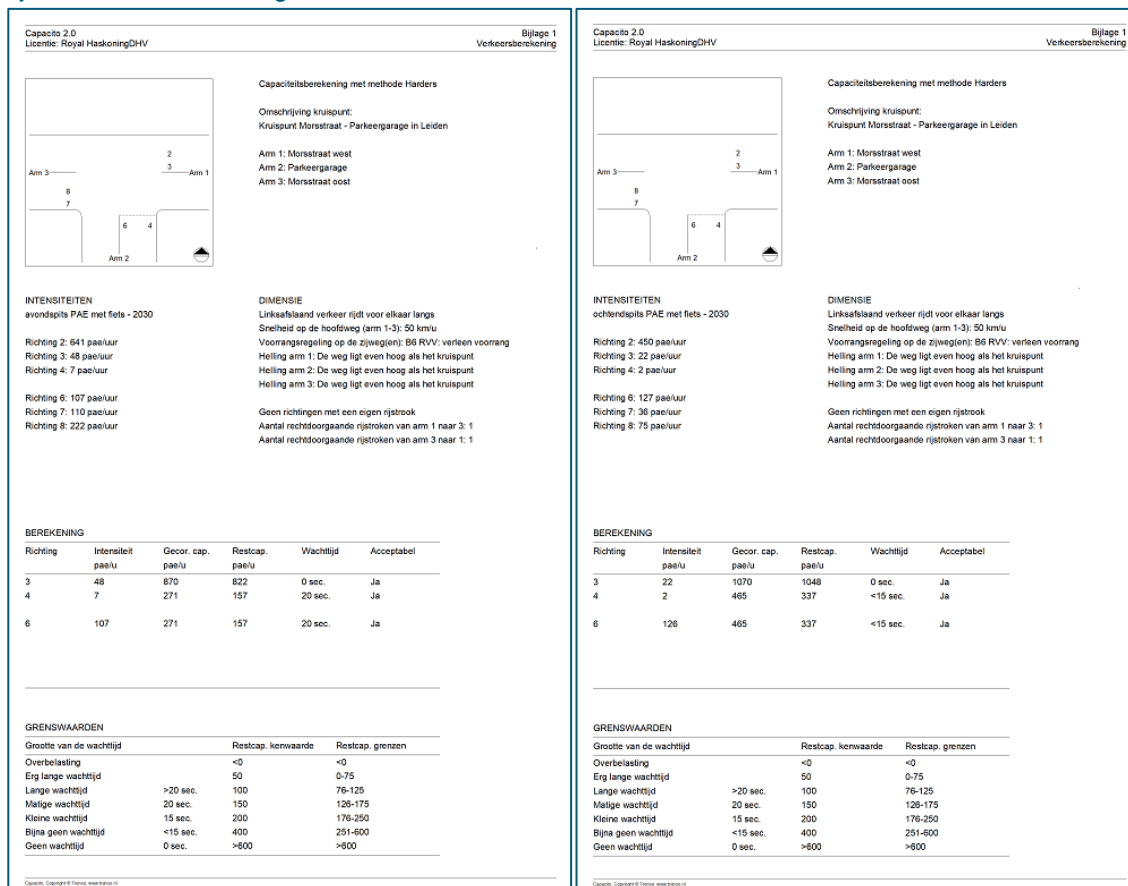 Capacito 2.0
Bijlage 1
Licentie: Royal HaskoningDHV
Verkeersberekening
Capaciteitsberekening met methode Harders
Omschrijving kruispunt:
Kruispunt Morsstraat - Parkeergarage in Leiden
Arm 1: Morsstraat west
Arm 2: Parkeergarage
Arm 3: Morsstraat oost
2
Arm 3
3
Arm 1
8
7
6 4
Arm 2
INTENSITEITEN
avondspits PAE met fiets - 2030
Richting 2: 641 pae/uur
Richting 3: 48 pae/uur
Richting 4: 7 pae/uur
Richting 6: 107 pae/uur
Richting 7: 110 pae/uur
Richting 8: 222 pae/uur
DIMENSIE
Linksafslaand verkeer rijdt voor elkaar langs
Snelheid op de hoofdweg (arm 1-3): 50 km/u
Voorrangsregeling op de zijweg(en): B6 RVV: verleen voorrang
Helling arm 1: De weg ligt even hoog als het kruispunt
Helling arm 2: De weg ligt even hoog als het kruispunt
Helling arm 3: De weg ligt even hoog als het kruispunt
Geen richtingen met een eigen rijstrook
Aantal rechtdoorgaande rijstroken van arm 1 naar 3: 1
Aantal rechtdoorgaande rijstroken van arm 3 naar 1: 1
BEREKENING
Richting Intensiteit Gecor. cap. Restcap. Wachttijd Acceptabel
pae/u pae/u pae/u
3 48 870 822 0 sec. Ja
4 7 271 157 20 sec. Ja
6 107 271 157 20 sec. Ja
GRENSWAARDEN
Grootte van de wachttijd Restcap. kenwaarde Restcap. grenzen
Overbelasting <0 <0
Erg lange wachttijd 50 0-75
Lange wachttijd >20 sec. 100 76-125
Matige wachttijd 20 sec. 150 126-175
Kleine wachttijd 15 sec. 200 176-250
Bijna geen wachttijd <15 sec. 400 251-600
Geen wachttijd 0 sec. >600 >600
Capacito 2.0
Bijlage 1
Licentie: Royal HaskoningDHV
Verkeersberekening
Capaciteitsberekening met methode Harders
Omschrijving kruispunt:
Kruispunt Morsstraat - Parkeergarage in Leiden
Arm 1: Morsstraat west
Arm 2: Parkeergarage
Arm 3: Morsstraat oost
2
Arm 3
3
Arm 1
8
7
6 4
Arm 2
INTENSITEITEN
ochtendspits PAE met fiets - 2030
Richting 2: 450 pae/uur
Richting 3: 22 pae/uur
Richting 4: 2 pae/uur
Richting 6: 127 pae/uur
Richting 7: 36 pae/uur
Richting 8: 75 pae/uur
DIMENSIE
Linksafslaand verkeer rijdt voor elkaar langs
Snelheid op de hoofdweg (arm 1-3): 50 km/u
Voorrangsregeling op de zijweg(en): B6 RVV: verleen voorrang
Helling arm 1: De weg ligt even hoog als het kruispunt
Helling arm 2: De weg ligt even hoog als het kruispunt
Helling arm 3: De weg ligt even hoog als het kruispunt
Geen richtingen met een eigen rijstrook
Aantal rechtdoorgaande rijstroken van arm 1 naar 3: 1
Aantal rechtdoorgaande rijstroken van arm 3 naar 1: 1
BEREKENING
Richting Intensiteit Gecor. cap. Restcap. Wachttijd Acceptabel
pae/u pae/u pae/u
3 22 1070 1048 0 sec. Ja
4 2 465 337 <15 sec. Ja
6 126 465 337 <15 sec. Ja
GRENSWAARDEN
Grootte van de wachttijd Restcap. kenwaarde Restcap. grenzen
Overbelasting <0 <0
Erg lange wachttijd 50 0-75
Lange wachttijd >20 sec. 100 76-125
Matige wachttijd 20 sec. 150 126-175
Kleine wachttijd 15 sec. 200 176-250
Bijna geen wachttijd <15 sec. 400 251-600
Geen wachttijd 0 sec. >600 >600